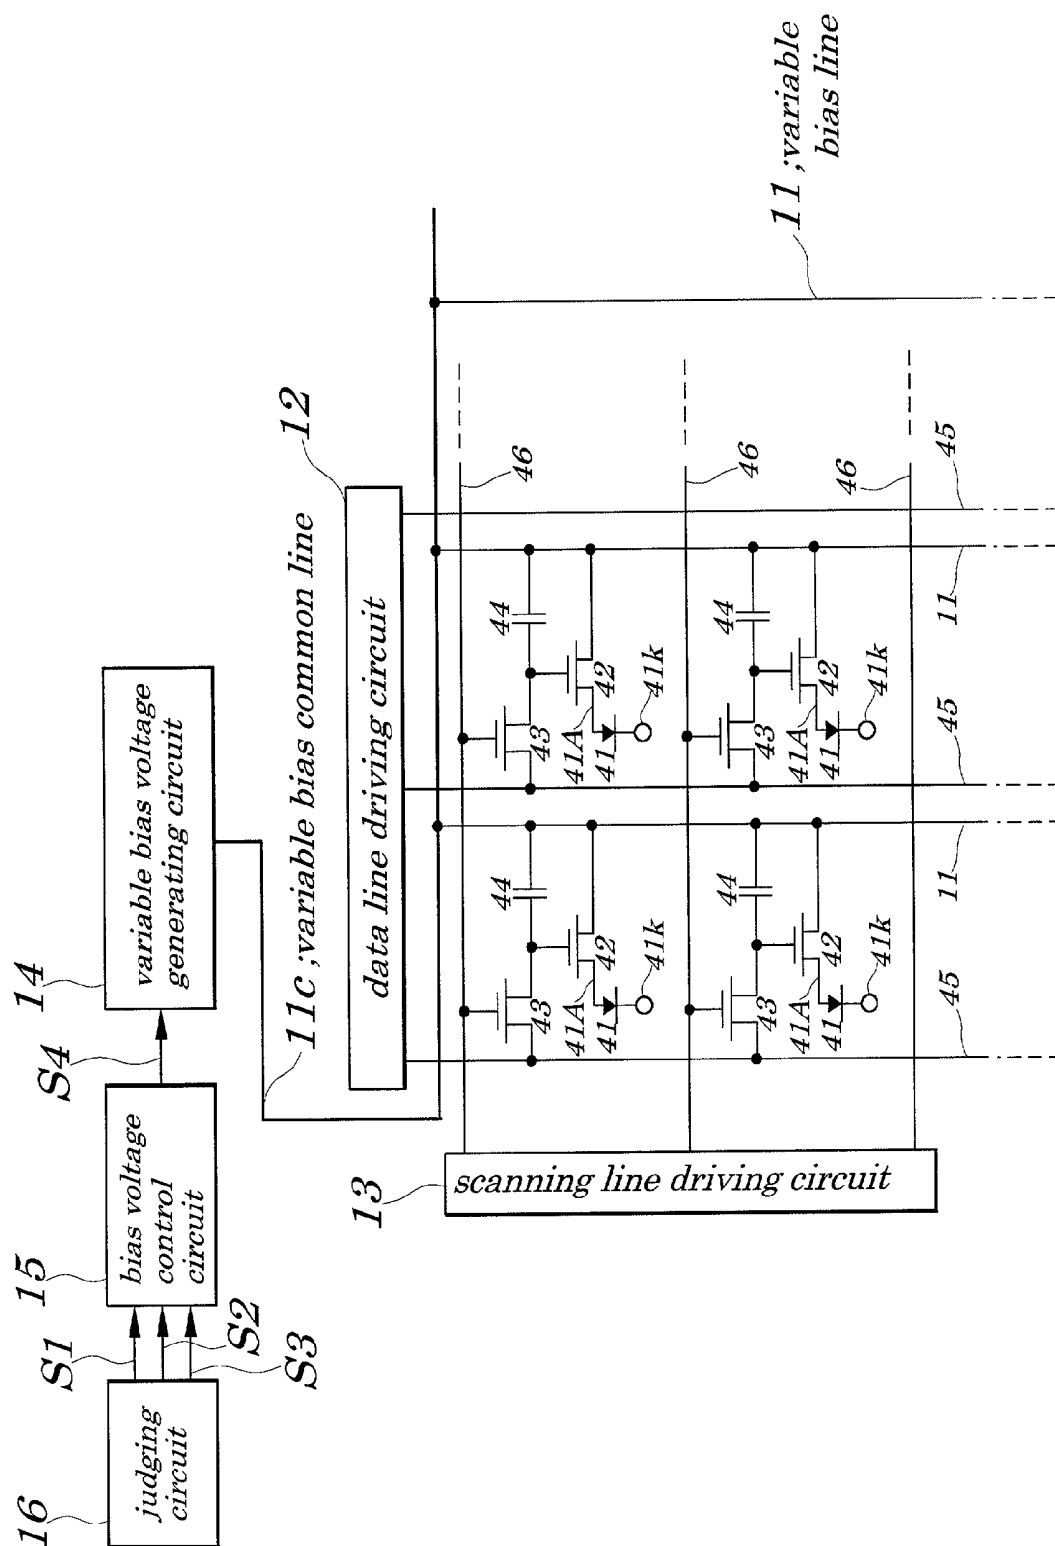 16
judging
circuit
S1
S2
S3
15
bias voltage
control
circuit
S4
14
variable bias voltage
generating circuit
11c ;variable bias common line
12
data line driving circuit
13
scanning line driving circuit
11 ;variable
bias line
46
46
46
45
11
45
11
45
44
44
44
44
43
43
43
43
42
42
42
42
41A
41A
41A
41A
41
41
41
41
41k
41k
41k
41k